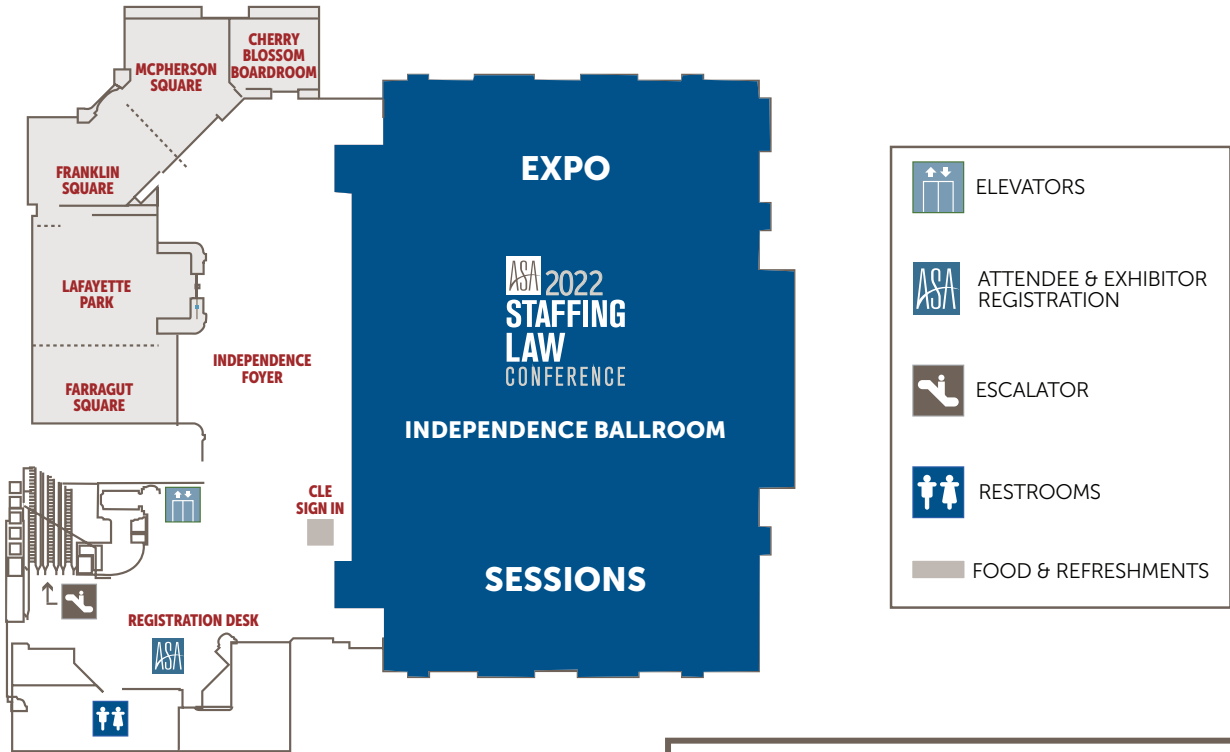 CHERRY
BLOSSOM
BOARDROOM
MCPHERSON
SQUARE
FRANKLIN
SQUARE
LAFAYETTE
PARK
FARRAGUT
SQUARE
INDEPENDENCE
FOYER
CLE
SIGN IN
REGISTRATION DESK
ASA
EXPO
ASA 2022
STAFFING
LAW
CONFERENCE
INDEPENDENCE BALLROOM
SESSIONS
ELEVATORS
ASA
ATTENDEE & EXHIBITOR
REGISTRATION
ESCALATOR
RESTROOMS
FOOD & REFRESHMENTS